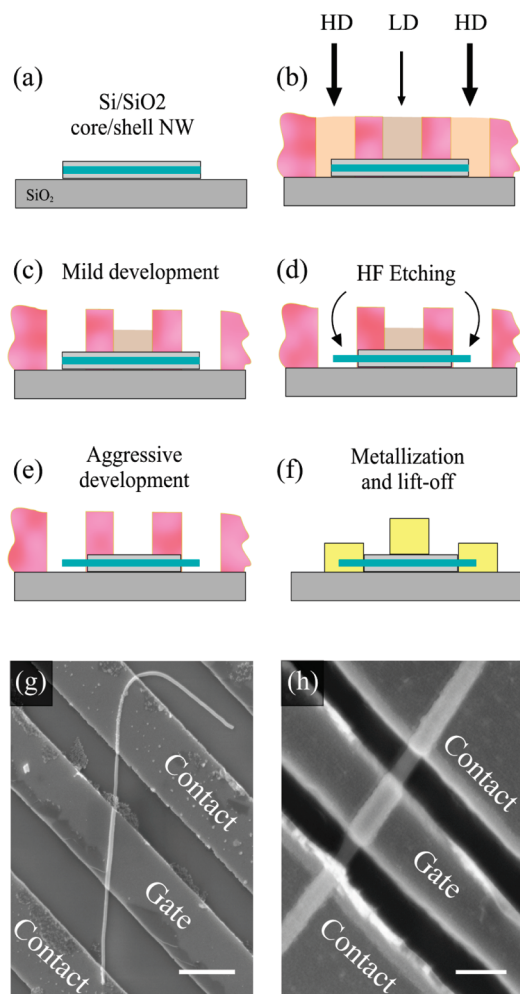 HD LD HD
(a)
(b)
Si/SiO2
core/shell NW
SiO₂
(c)
Mild development
(d)
HF Etching
(e)
Aggressive
development
(f)
Metallization
and lift-off
(g)
Contact
Gate
Contact
(h)
Contact
Gate
Contact